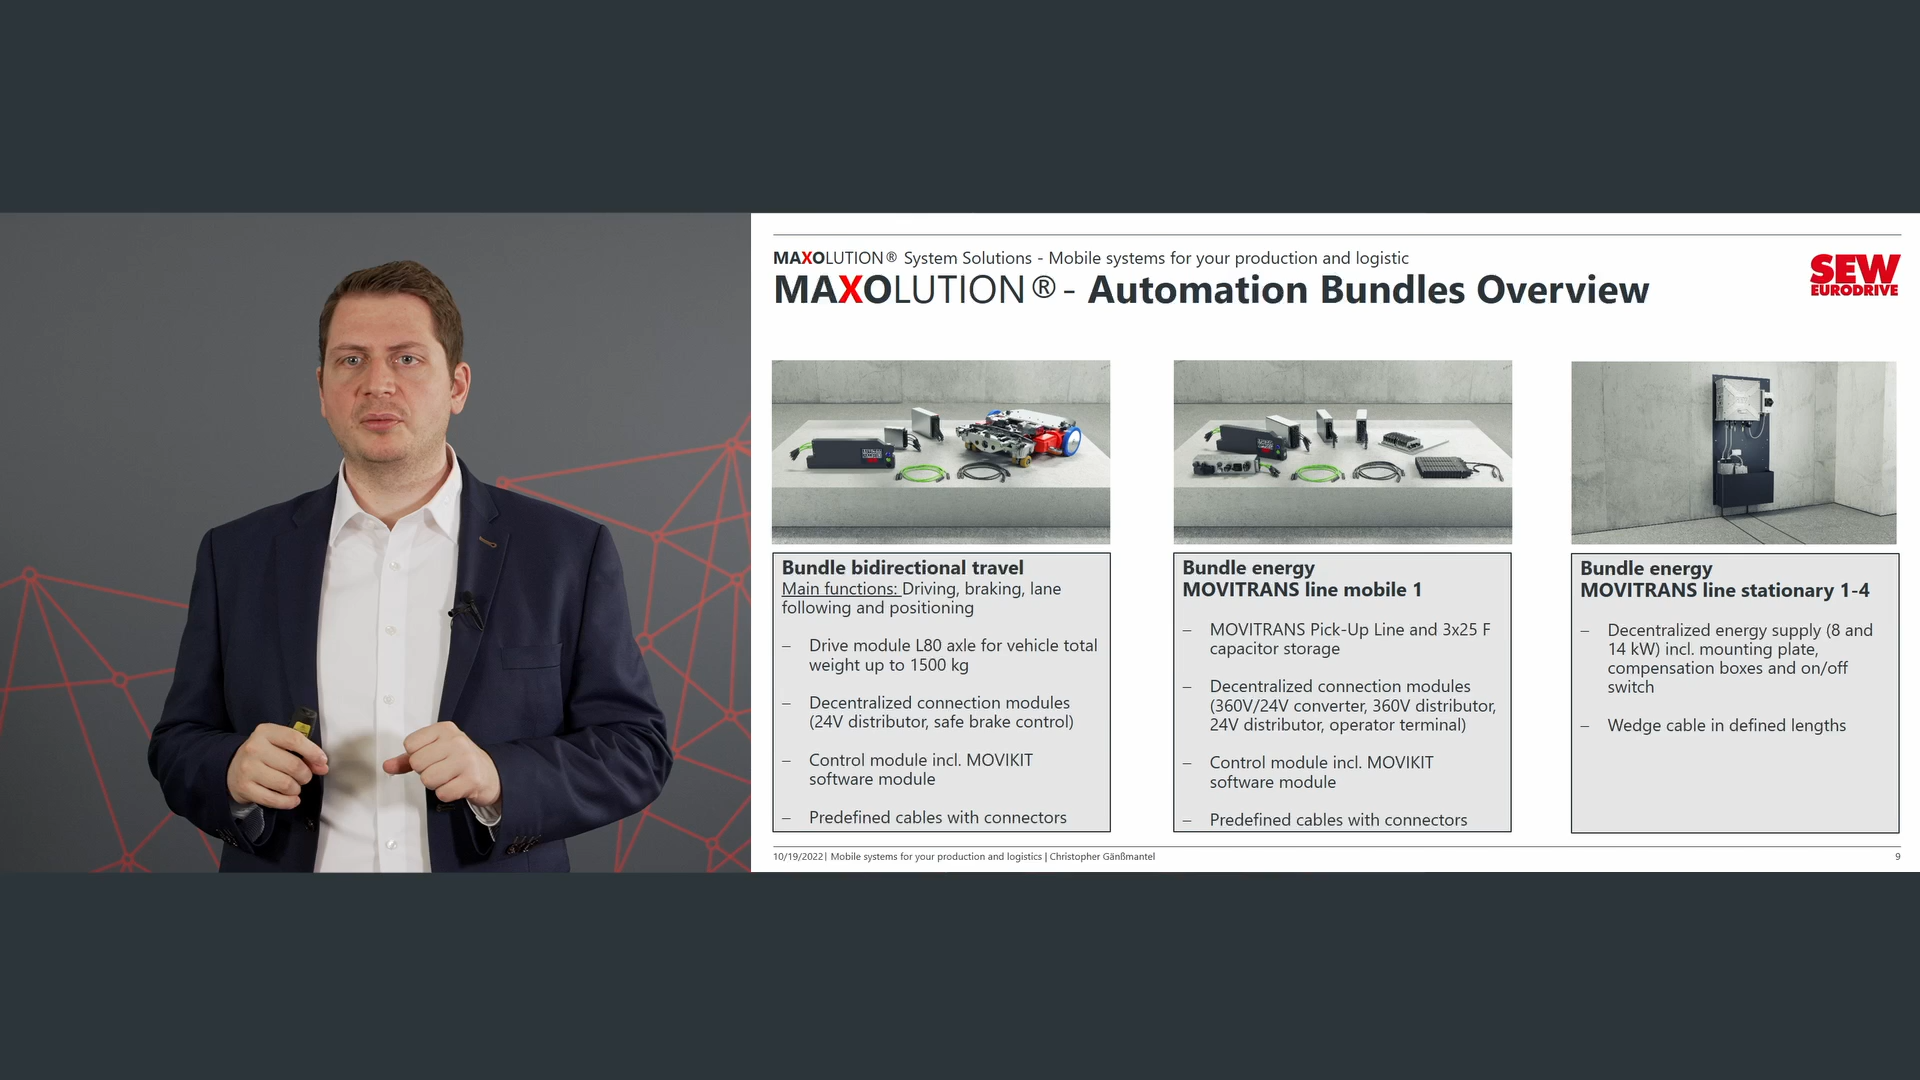 MAXOLUTION® System Solutions - Mobile systems for your production and logistic
MAXOLUTION® - Automation Bundles Overview
SEW
EURODRIVE
Bundle bidirectional travel
Main functions: Driving, braking, lane
following and positioning
– Drive module L80 axle for vehicle total
weight up to 1500 kg
– Decentralized connection modules
(24V distributor, safe brake control)
– Control module incl. MOVIKIT
software module
– Predefined cables with connectors
Bundle energy
MOVITRANS line mobile 1
– MOVITRANS Pick-Up Line and 3x25 F
capacitor storage
– Decentralized connection modules
(360V/24V converter, 360V distributor,
24V distributor, operator terminal)
– Control module incl. MOVIKIT
software module
– Predefined cables with connectors
Bundle energy
MOVITRANS line stationary 1-4
– Decentralized energy supply (8 and
14 kW) incl. mounting plate,
compensation boxes and on/off
switch
– Wedge cable in defined lengths
10/19/2022| Mobile systems for your production and logistics | Christopher Gänßmantel
9